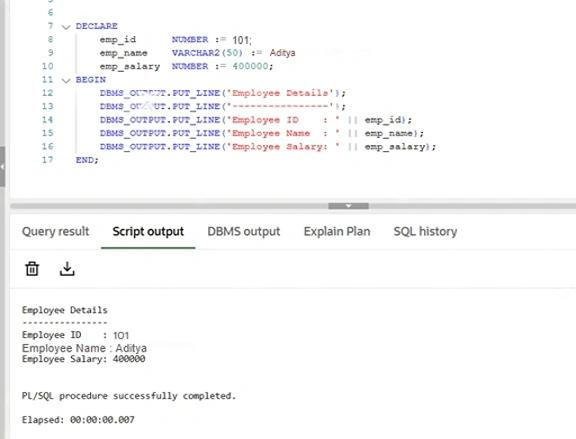 6
7 DECLARE
8 emp_id NUMBER := 101;
9 emp_name VARCHAR2(50) := Aditya
10 emp_salary NUMBER := 400000;
11 BEGIN
12 DBMS_OUTPUT.PUT_LINE('Employee Details');
13 DBMS_OUTPUT.PUT_LINE('----------------');
14 DBMS_OUTPUT.PUT_LINE('Employee ID    : ' || emp_id);
15 DBMS_OUTPUT.PUT_LINE('Employee Name  : ' || emp_name);
16 DBMS_OUTPUT.PUT_LINE('Employee Salary: ' || emp_salary);
17 END;
Query result Script output DBMS output Explain Plan SQL history
Employee Details
----------------
Employee ID    : 101
Employee Name : Aditya
Employee Salary: 400000
PL/SQL procedure successfully completed.
Elapsed: 00:00:00.007